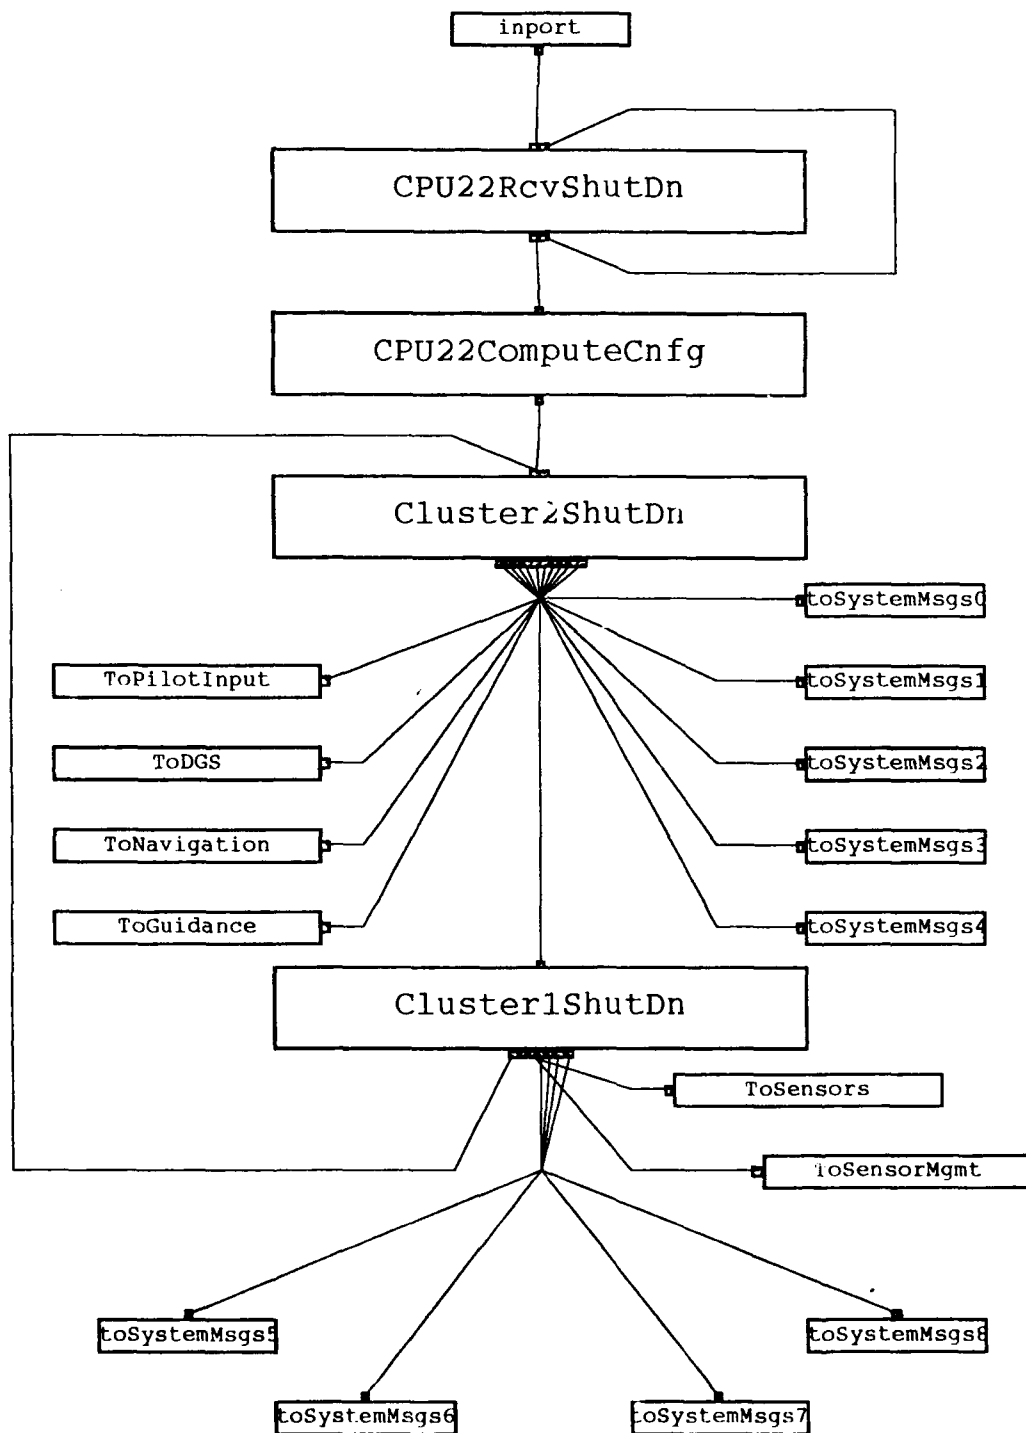 inport
CPU22RcvShutDn
CPU22ComputeCnfg
Cluster2ShutDn
toSystemMsgs0
ToPilotInput
toSystemMsgs1
ToDGS
toSystemMsgs2
ToNavigation
toSystemMsgs3
ToGuidance
toSystemMsgs4
Cluster1ShutDn
ToSensors
ToSensorMgmt
toSystemMsgs5
toSystemMsgs8
toSystemMsgs6
toSystemMsgs7